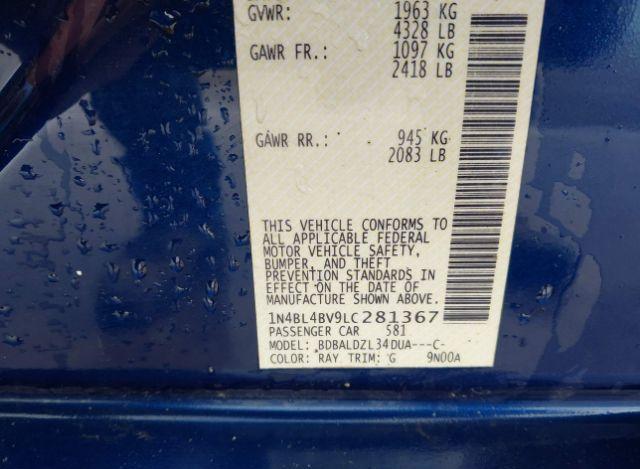 GVWR: 1963 KG
4328 LB
GAWR FR.: 1097 KG
2418 LB
GAWR RR.: 945 KG
2083 LB
THIS VEHICLE CONFORMS TO
ALL APPLICABLE FEDERAL
MOTOR VEHICLE SAFETY,
BUMPER, AND THEFT
PREVENTION STANDARDS IN
EFFECT ON THE DATE OF
MANUFACTURE SHOWN ABOVE.
1N4BL4BV9LC281367
PASSENGER CAR 581
MODEL: BDBALDZL34DUA---C-
COLOR: RAY TRIM: G 9N00A